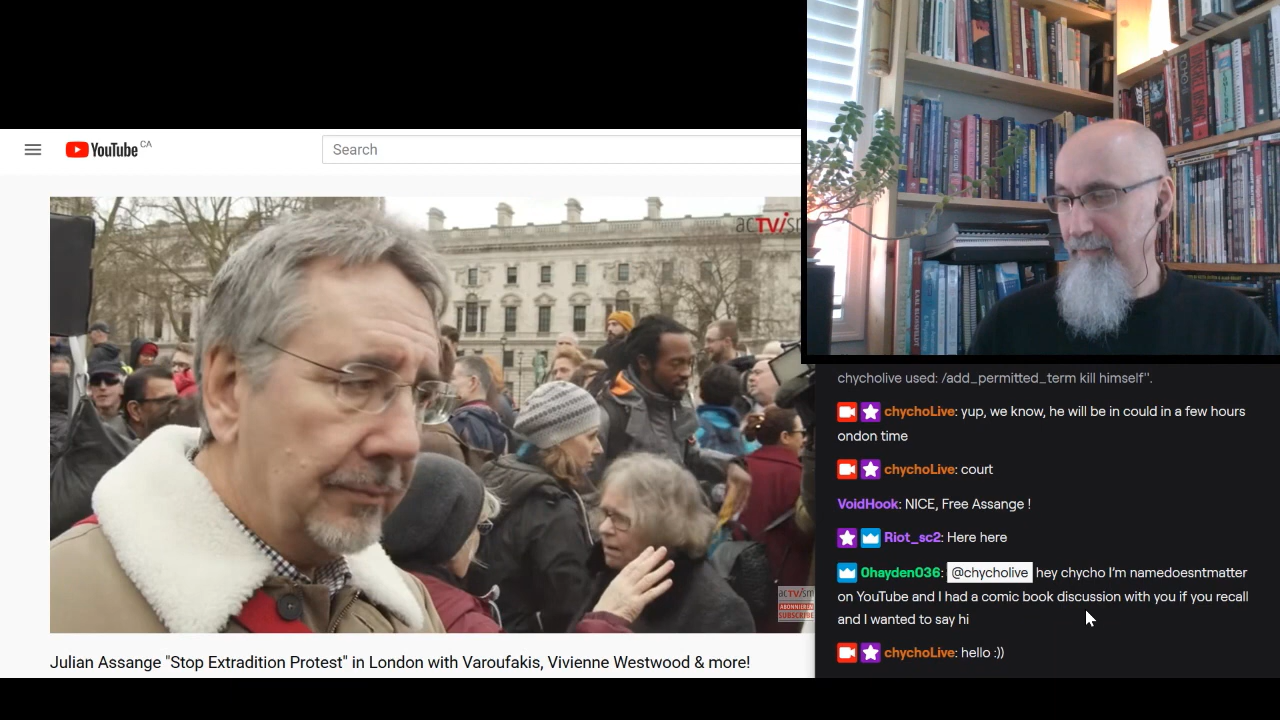 YouTube CA
Search
acTVism
acTVism
ABONNIEREN
SUBSCRIBE
Julian Assange "Stop Extradition Protest" in London with Varoufakis, Vivienne Westwood & more!
chycholive used: /add_permitted_term kill himself".
chychoLive: yup, we know, he will be in could in a few hours
ondon time
chychoLive: court
VoidHook: NICE, Free Assange !
Riot_sc2: Here here
0hayden036: @chycholive hey chycho I'm namedoesntmatter
on YouTube and I had a comic book discussion with you if you recall
and I wanted to say hi
chychoLive: hello :))